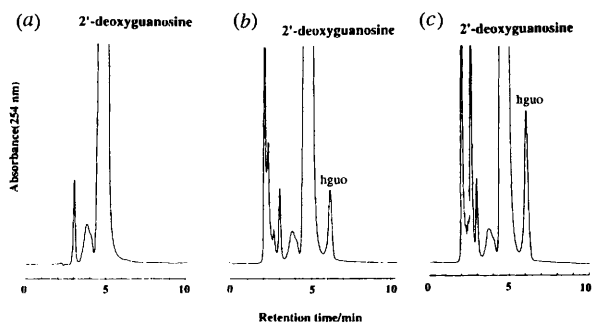 (a) 2'-deoxyguanosine
(b) 2'-deoxyguanosine
(c) 2'-deoxyguanosine
hguo
hguo
Absorbance(254 nm)
0 5 10
0 5 10
0 5 10
Retention time/min